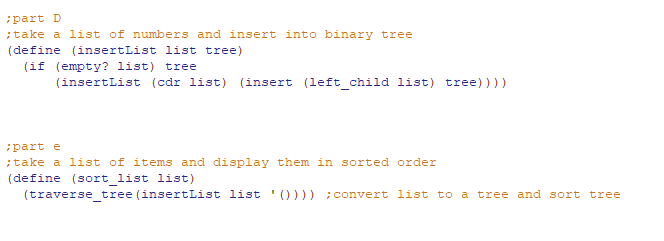 ;part D
;take a list of numbers and insert into binary tree
(define (insertList list tree)
  (if (empty? list) tree
      (insertList (cdr list) (insert (left_child list) tree))))
;part e
;take a list of items and display them in sorted order
(define (sort_list list)
  (traverse_tree(insertList list '()))) ;convert list to a tree and sort tree